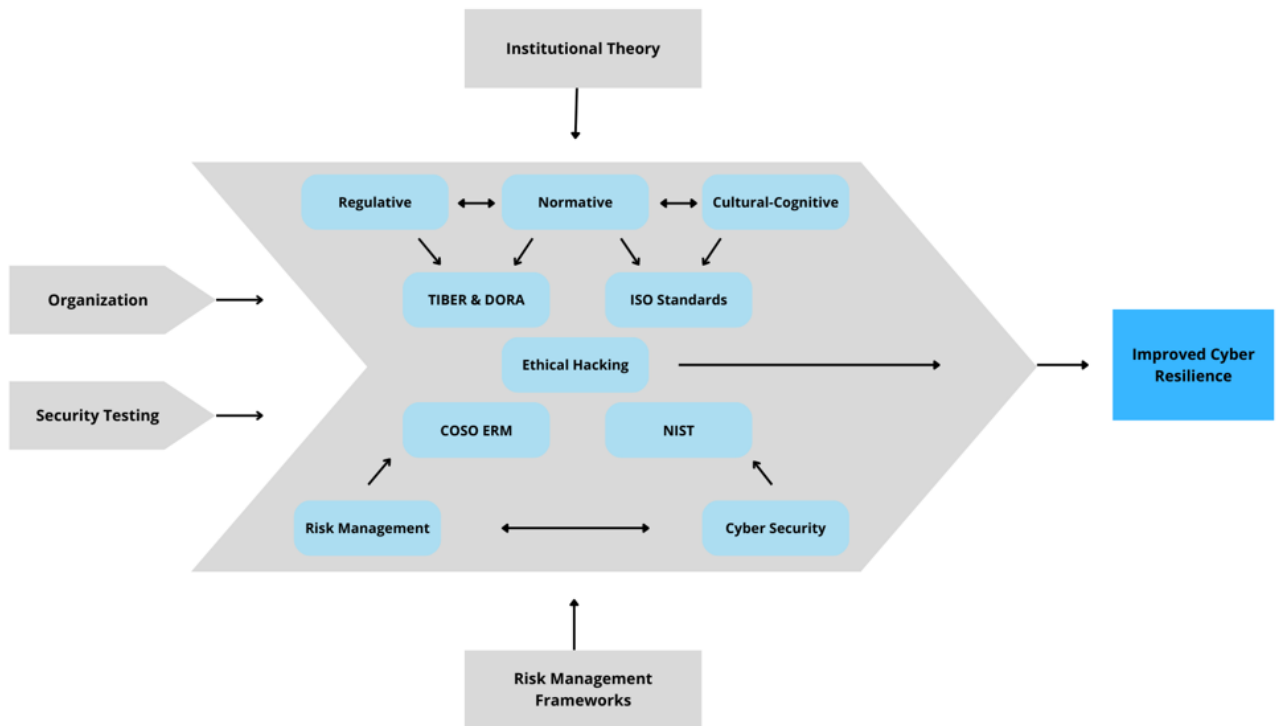 Institutional Theory
Regulative
Normative
Cultural-Cognitive
Organization
TIBER & DORA
ISO Standards
Ethical Hacking
Improved Cyber
Resilience
Security Testing
COSO ERM
NIST
Risk Management
Cyber Security
Risk Management
Frameworks